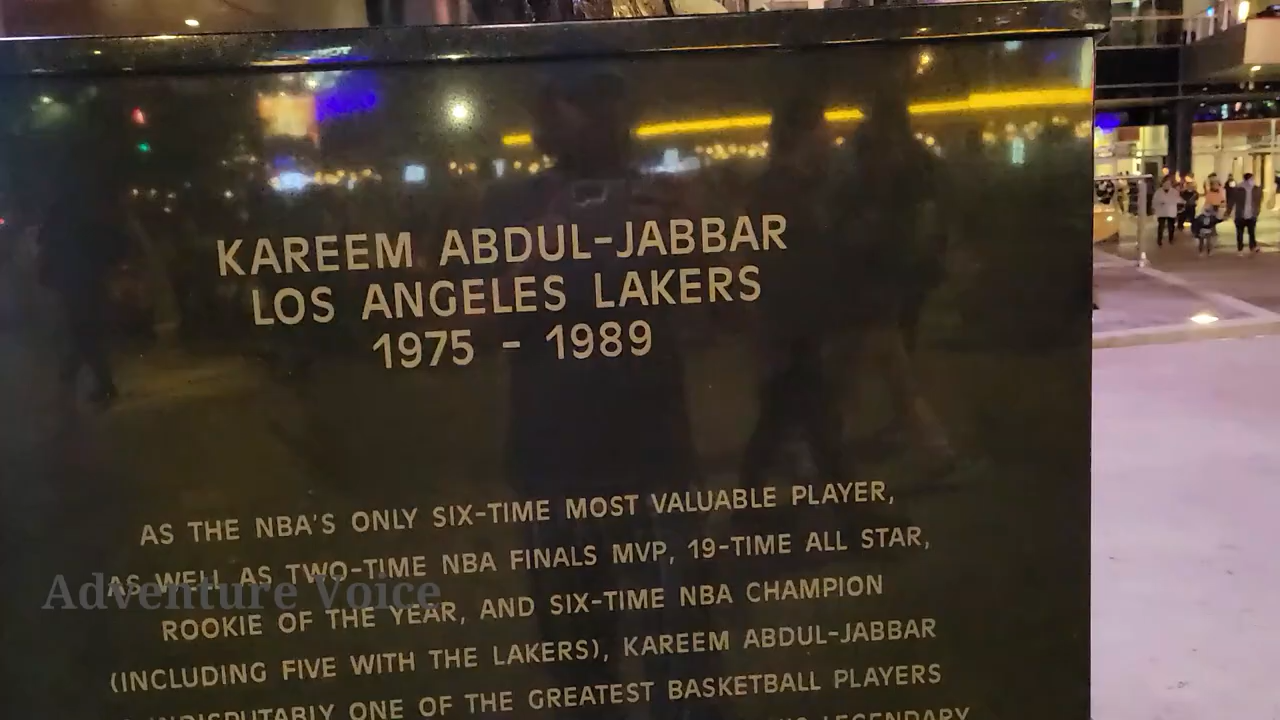 KAREEM ABDUL-JABBAR
LOS ANGELES LAKERS
1975 - 1989
AS THE NBA'S ONLY SIX-TIME MOST VALUABLE PLAYER,
AS WELL AS TWO-TIME NBA FINALS MVP, 19-TIME ALL STAR,
Adventure Voice
ROOKIE OF THE YEAR, AND SIX-TIME NBA CHAMPION
(INCLUDING FIVE WITH THE LAKERS), KAREEM ABDUL-JABBAR
INDISPUTABLY ONE OF THE GREATEST BASKETBALL PLAYERS
LEGENDARY